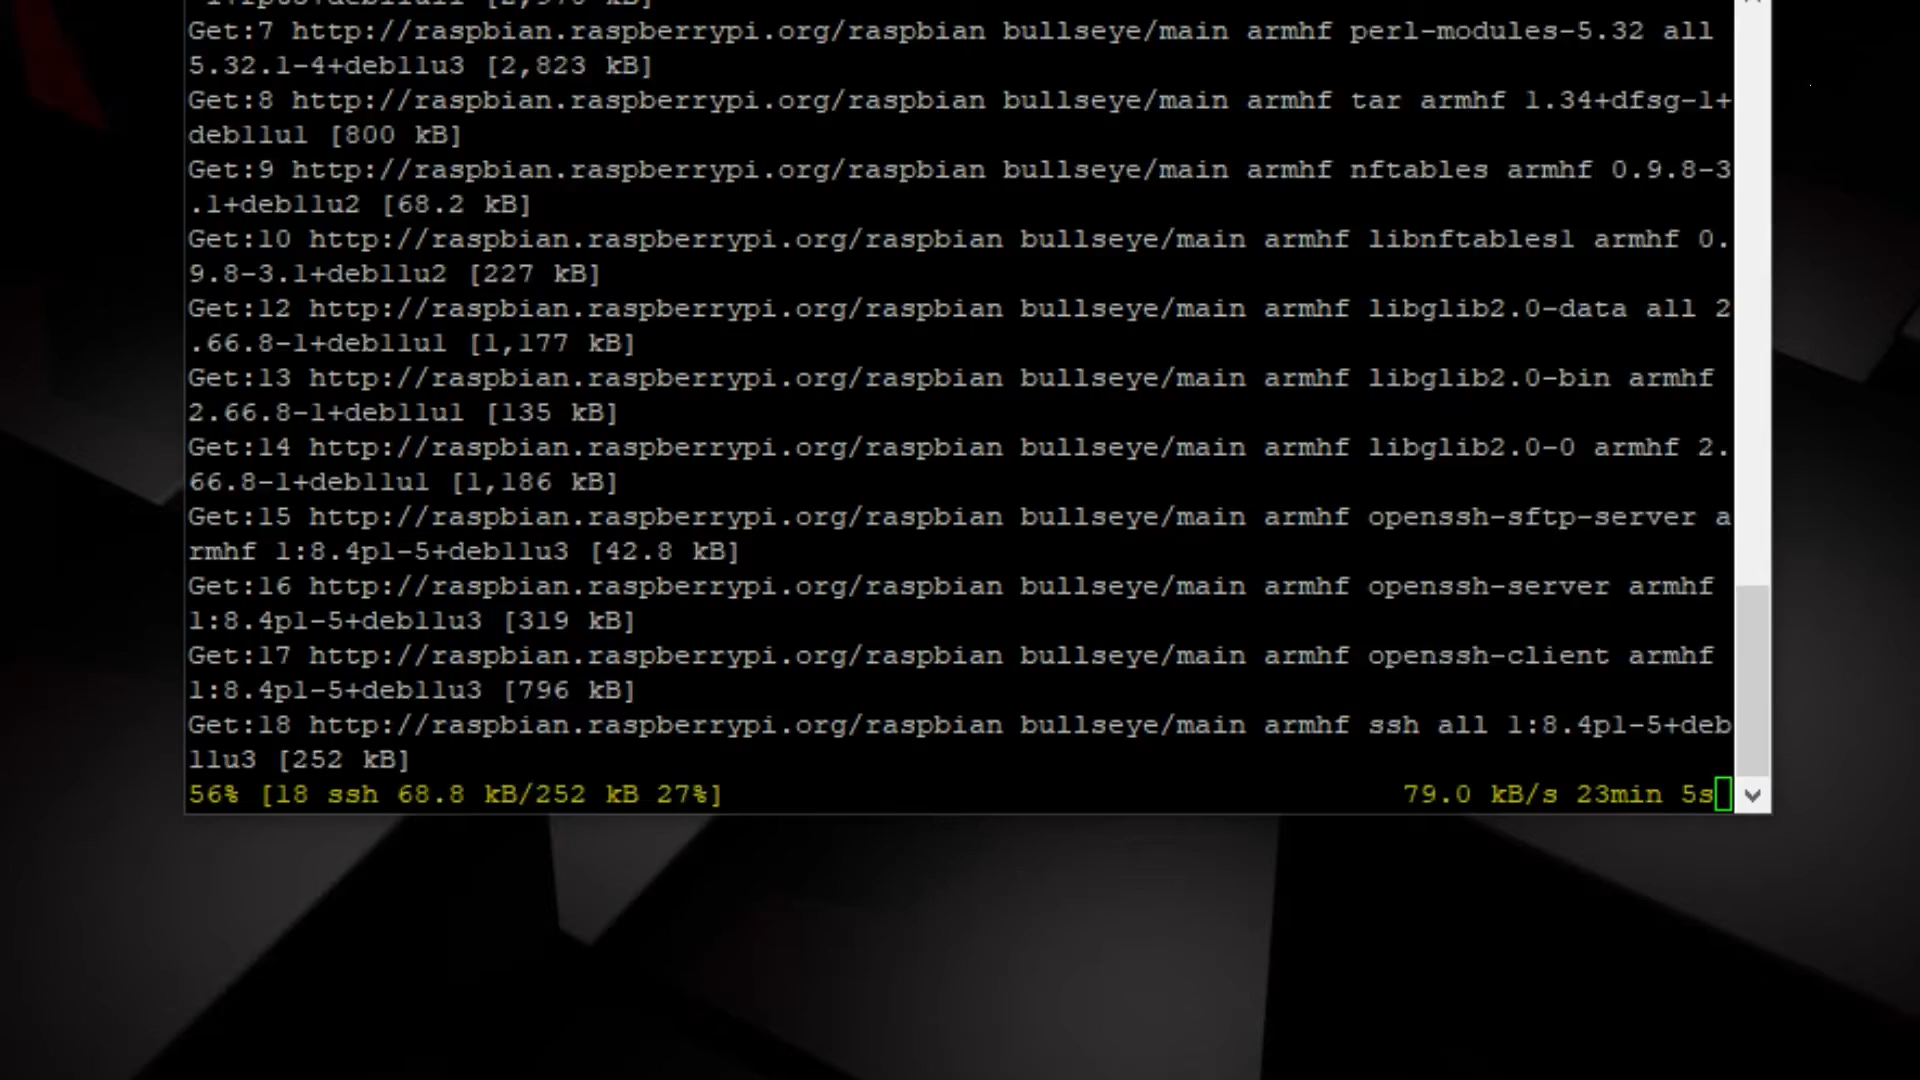 Get:7 http://raspbian.raspberrypi.org/raspbian bullseye/main armhf perl-modules-5.32 all
5.32.1-4+deb11u3 [2,823 kB]
Get:8 http://raspbian.raspberrypi.org/raspbian bullseye/main armhf tar armhf 1.34+dfsg-1+
deb11u1 [800 kB]
Get:9 http://raspbian.raspberrypi.org/raspbian bullseye/main armhf nftables armhf 0.9.8-3
.1+deb11u2 [68.2 kB]
Get:10 http://raspbian.raspberrypi.org/raspbian bullseye/main armhf libnftables1 armhf 0.
9.8-3.1+deb11u2 [227 kB]
Get:12 http://raspbian.raspberrypi.org/raspbian bullseye/main armhf libglib2.0-data all 2
.66.8-1+deb11u1 [1,177 kB]
Get:13 http://raspbian.raspberrypi.org/raspbian bullseye/main armhf libglib2.0-bin armhf
2.66.8-1+deb11u1 [135 kB]
Get:14 http://raspbian.raspberrypi.org/raspbian bullseye/main armhf libglib2.0-0 armhf 2.
66.8-1+deb11u1 [1,186 kB]
Get:15 http://raspbian.raspberrypi.org/raspbian bullseye/main armhf openssh-sftp-server a
rmhf 1:8.4p1-5+deb11u3 [42.8 kB]
Get:16 http://raspbian.raspberrypi.org/raspbian bullseye/main armhf openssh-server armhf
1:8.4p1-5+deb11u3 [319 kB]
Get:17 http://raspbian.raspberrypi.org/raspbian bullseye/main armhf openssh-client armhf
1:8.4p1-5+deb11u3 [796 kB]
Get:18 http://raspbian.raspberrypi.org/raspbian bullseye/main armhf ssh all 1:8.4p1-5+deb
11u3 [252 kB]
56% [18 ssh 68.8 kB/252 kB 27%] 79.0 kB/s 23min 5s